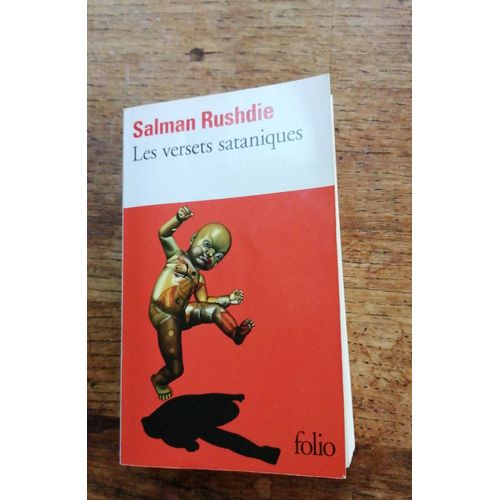 Salman Rushdie
Les versets sataniques
folio